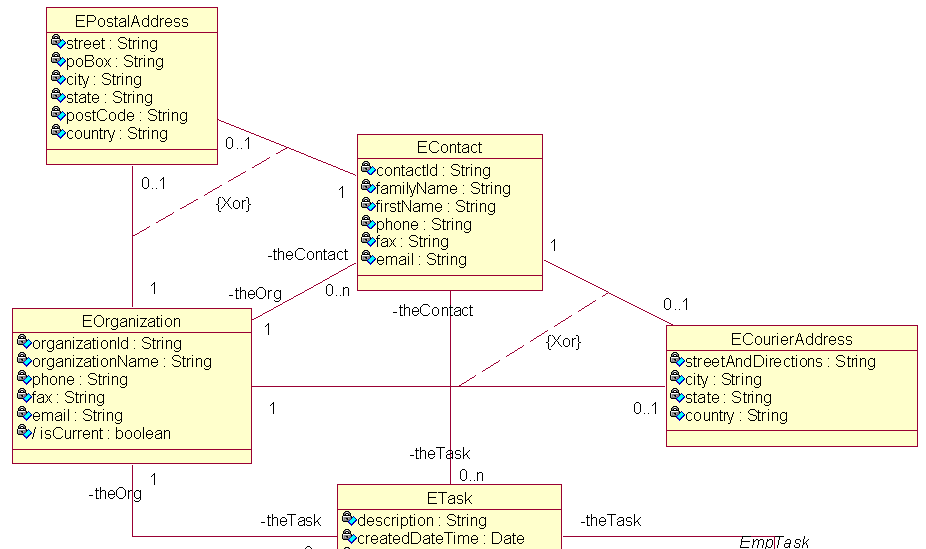 EPostalAddress
street : String
poBox : String
city : String
state : String
postCode : String
country : String
0..1
0..1
{Xor}
1
1
EContact
contactId : String
familyName : String
firstName : String
phone : String
fax : String
email : String
1
-theContact
0..n
-theOrg
1
-theContact
{Xor}
0..1
EOrganization
organizationId : String
organizationName : String
phone : String
fax : String
email : String
/ isCurrent : boolean
ECourierAddress
streetAndDirections : String
city : String
state : String
country : String
1
0..1
-theTask
0..n
1
-theOrg
-theTask
ETask
description : String
createdDateTime : Date
-theTask
EmpTask